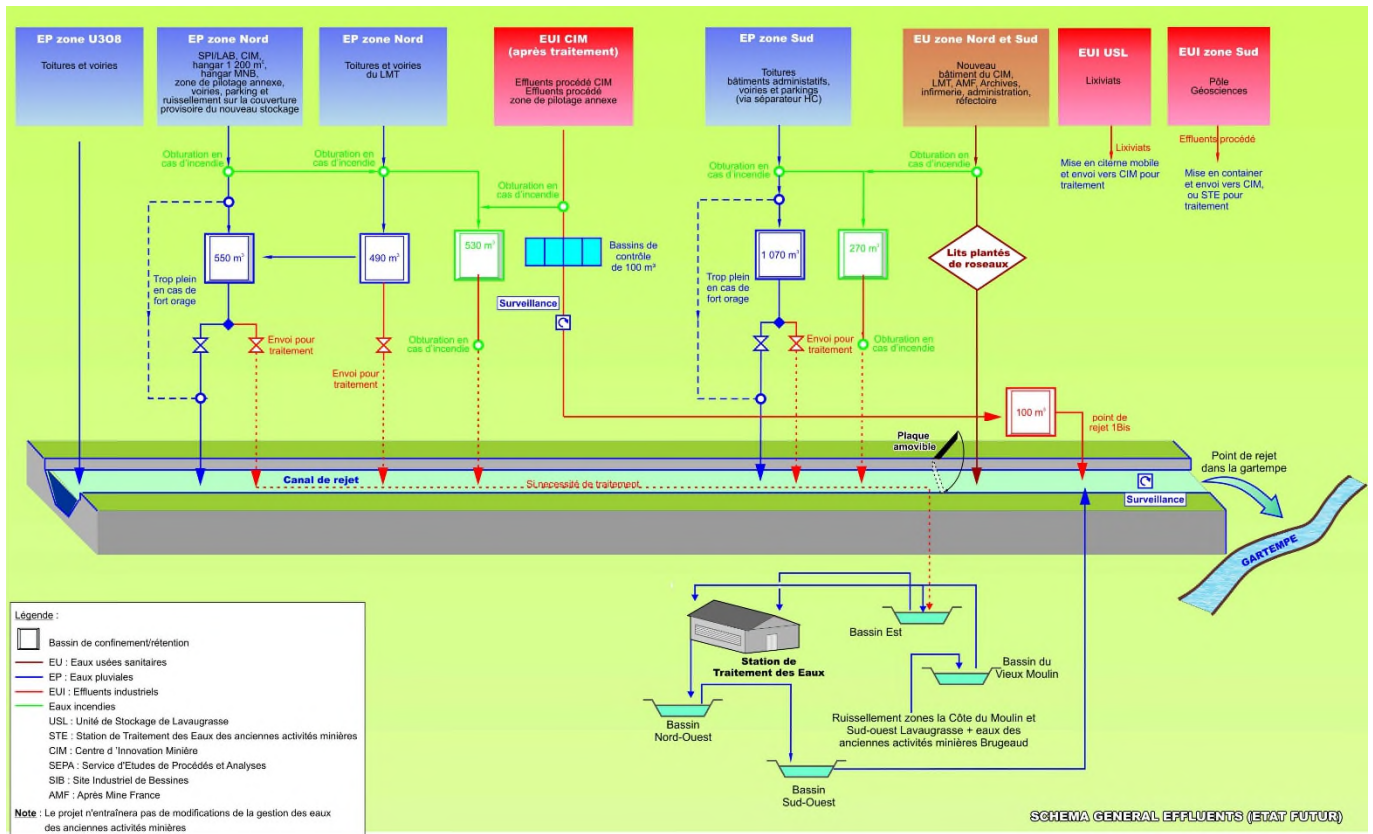 EP zone U3O8
Toitures et voiries
EP zone Nord
SPI/LAB, CIM,
hangar 1 200 m²,
hangar MNB,
zone de pilotage annexe,
voiries, parking et
ruissellement sur la couverture
provisoire du nouveau stockage
EP zone Nord
Toitures et voiries
du LMT
EUI CIM
(après traitement)
Effluents procédé CIM
Effluents procédé
zone de pilotage annexe
EP zone Sud
Toitures
bâtiments administatifs,
voiries et parkings
(via séparateur HC)
EU zone Nord et Sud
Nouveau
bâtiment du CIM,
LMT, AMF, Archives,
infirmerie, administration,
réfectoire
EUI USL
Lixiviats
EUI zone Sud
Pôle
Géosciences
Obturation en
cas d'incendie
Obturation en
cas d'incendie
Obturation en
cas d'incendie
Obturation en
cas d'incendie
Obturation en
cas d'incendie
Lixiviats
Mise en citerne mobile
et envoi vers CIM pour
traitement
Effluents procédé
Mise en container
et envoi vers CIM,
ou STE pour
traitement
550 m³
490 m³
530 m³
Bassins de
contrôle
de 100 m³
1 070 m³
270 m³
Lits plantés
de roseaux
Trop plein
en cas de
fort orage
Envoi pour
traitement
Envoi pour
traitement
Obturation en
cas d'incendie
Surveillance
Trop plein
en cas de
fort orage
Envoi pour
traitement
Obturation en
cas d'incendie
100 m³
point de
rejet 1Bis
Plaque
amovible
Canal de rejet
Si necessité de traitement
Surveillance
Point de rejet
dans la gartempe
GARTEMPE
Bassin Est
Station de
Traitement des Eaux
Bassin du
Vieux Moulin
Bassin
Nord-Ouest
Ruissellement zones la Côte du Moulin et
Sud-ouest Lavaugrasse + eaux des
anciennes activités minières Brugeaud
Bassin
Sud-Ouest
Légende :
Bassin de confinement/rétention
EU : Eaux usées sanitaires
EP : Eaux pluviales
EUI : Effluents industriels
Eaux incendies
USL : Unité de Stockage de Lavaugrasse
STE : Station de Traitement des Eaux des anciennes activités minières
CIM : Centre d 'Innovation Minière
SEPA : Service d'Etudes de Procédés et Analyses
SIB : Site Industriel de Bessines
AMF : Après Mine France
Note : Le projet n'entraînera pas de modifications de la gestion des eaux
des anciennes activités minières
SCHEMA GENERAL EFFLUENTS (ETAT FUTUR)